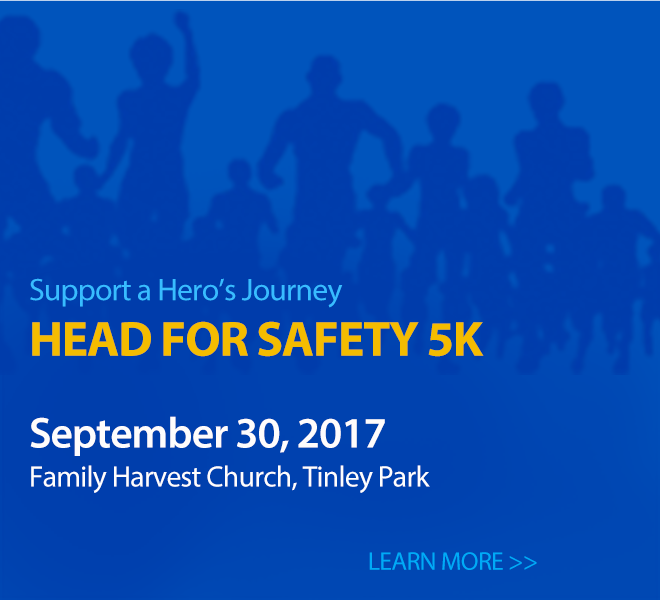 Support a Hero’s Journey
HEAD FOR SAFETY 5K
September 30, 2017
Family Harvest Church, Tinley Park
LEARN MORE >>